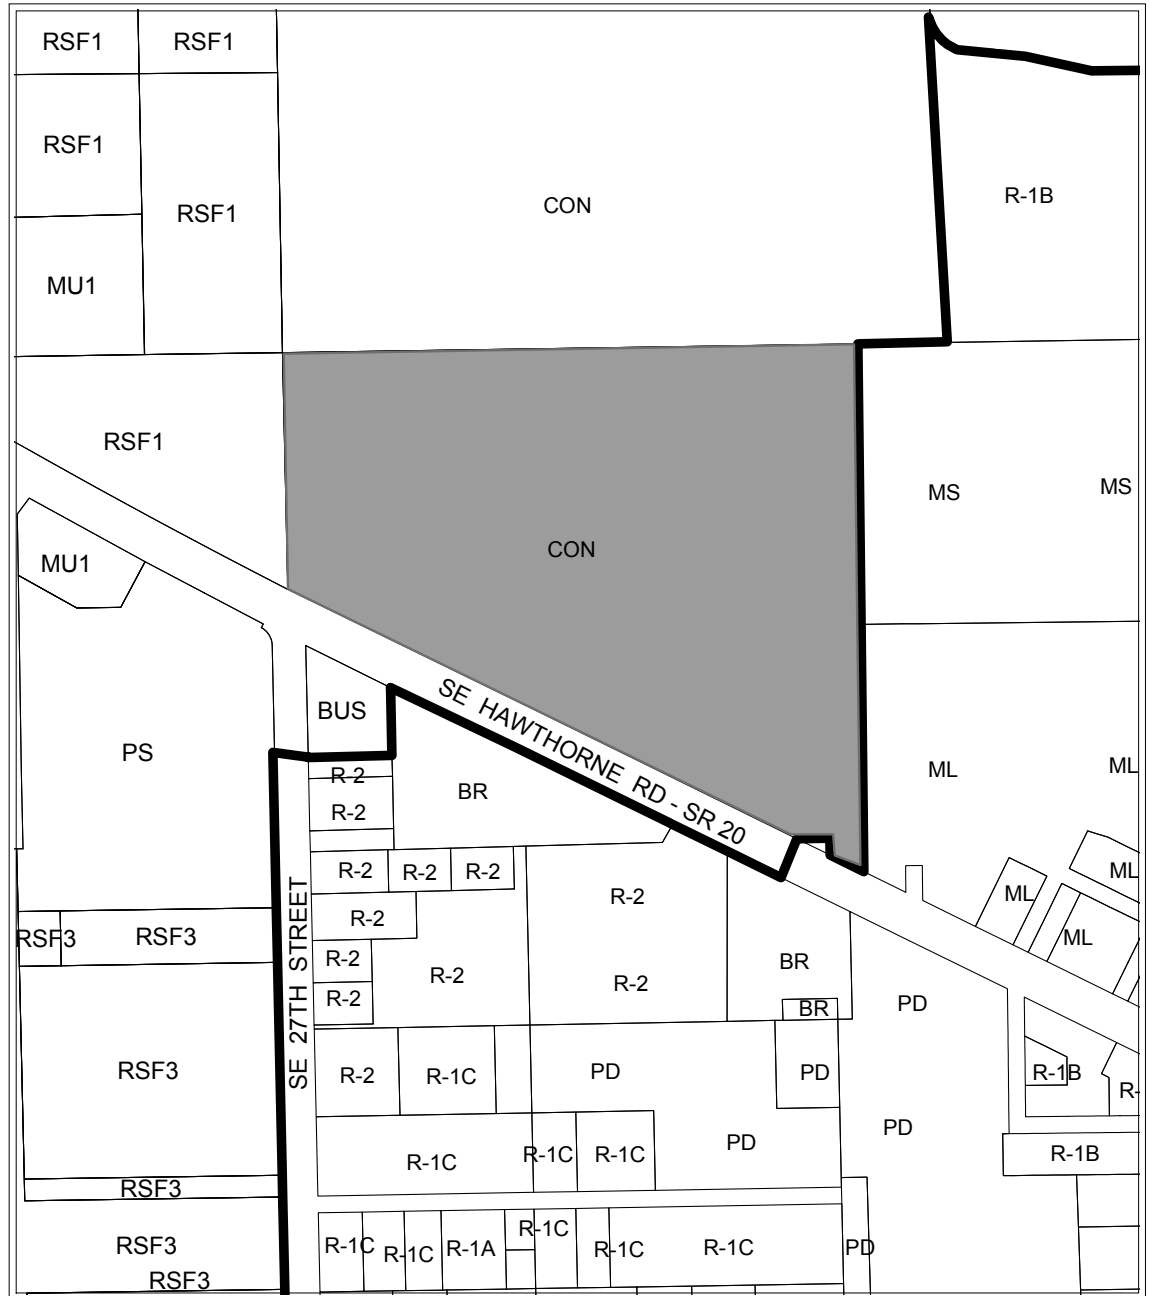 RSF1
RSF1
RSF1
RSF1
CON
R-1B
MU1
RSF1
MS
MS
CON
MU1
SE HAWTHORNE RD - SR 20
BUS
PS
R-2
BR
ML
ML
R-2
R-2
R-2
R-2
ML
R-2
ML
R-2
RSF3
RSF3
ML
R-2
R-2
BR
R-2
R-2
PD
BR
SE 27TH STREET
RSF3
R-2
R-1C
PD
PD
R-1B
R-
PD
PD
R-1C
R-1C
R-1C
R-1B
RSF3
R-1C
RSF3
R-1C
R-1C
R-1A
R-1C
R-1C
PD
RSF3